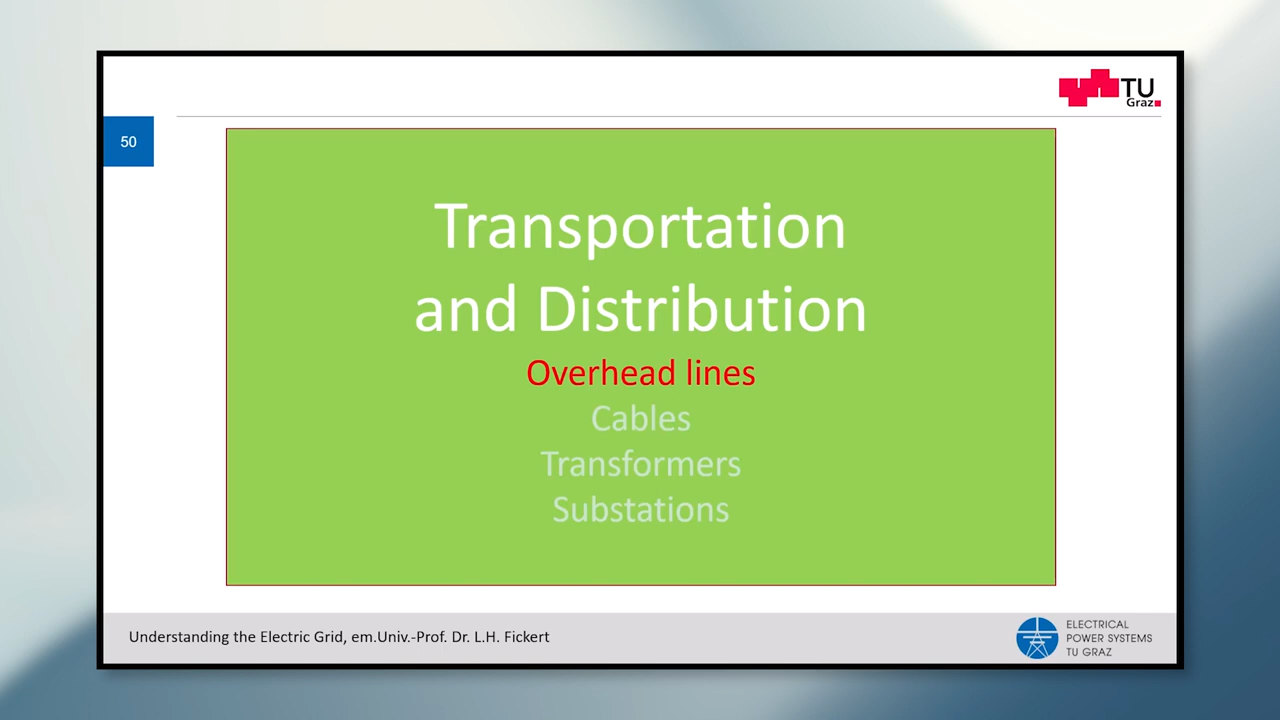 TU
Graz
50
Transportation
and Distribution
Overhead lines
Cables
Transformers
Substations
Understanding the Electric Grid, em.Univ.-Prof. Dr. L.H. Fickert
ELECTRICAL
POWER SYSTEMS
TU GRAZ